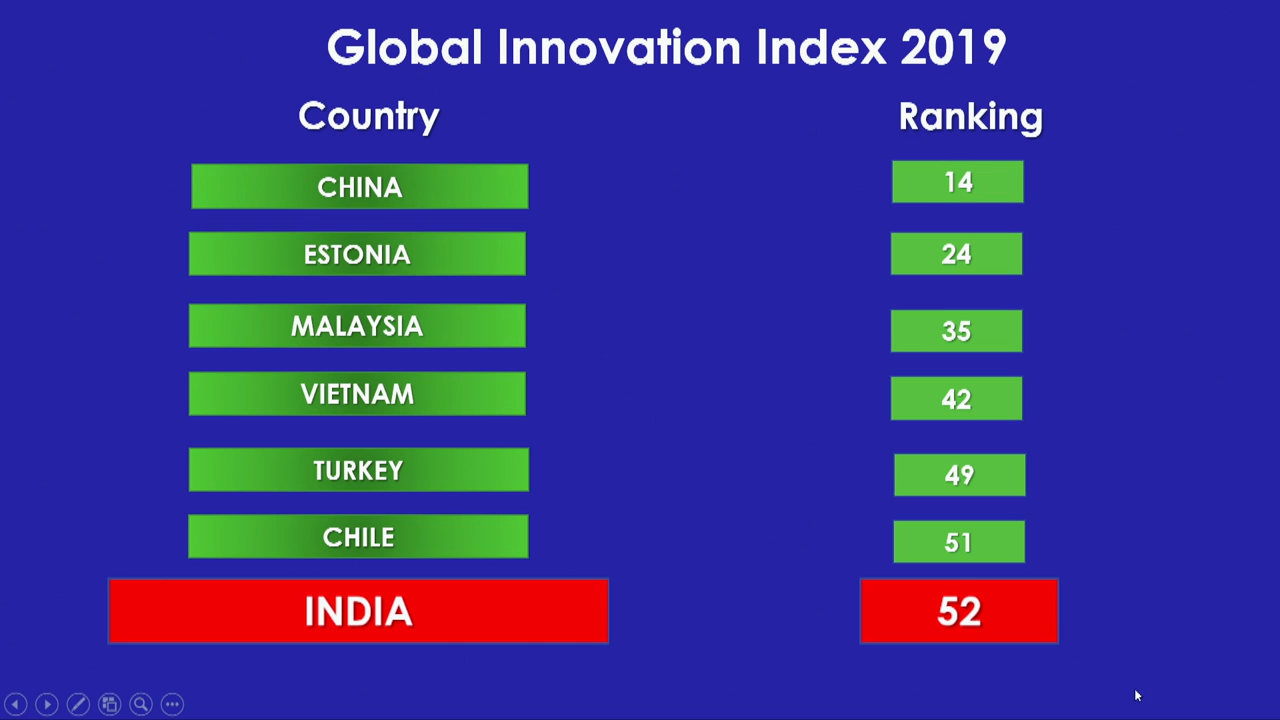 Global Innovation Index 2019
Country Ranking
CHINA 14
ESTONIA 24
MALAYSIA 35
VIETNAM 42
TURKEY 49
CHILE 51
INDIA 52